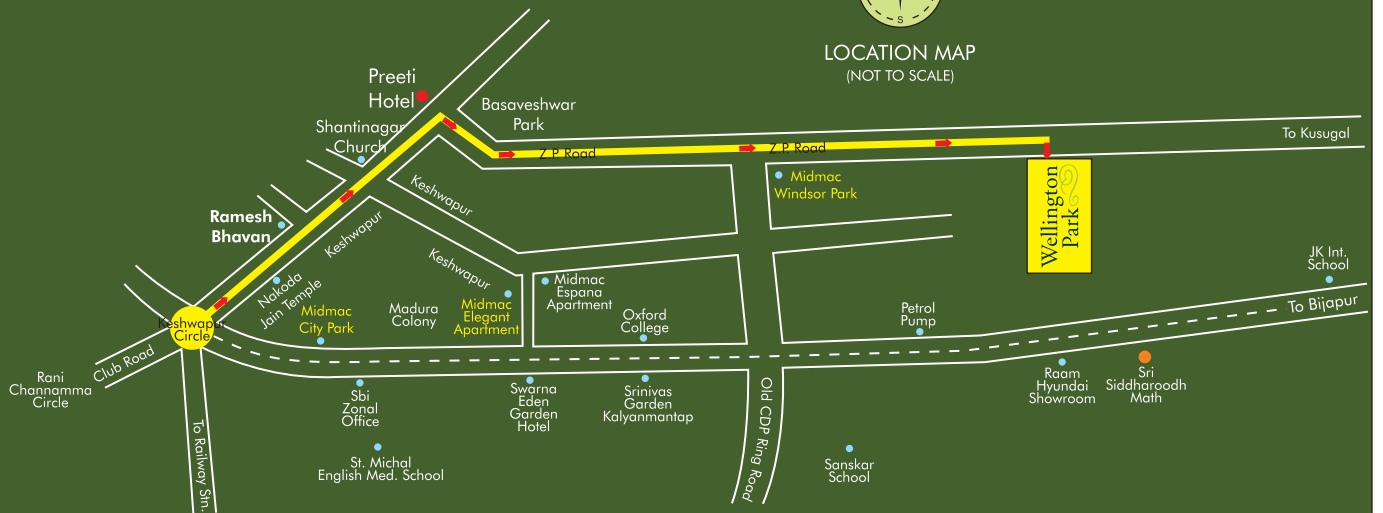 S
LOCATION MAP
(NOT TO SCALE)
Preeti
Hotel
Basaveshwar
Park
Shantinagar
Church
Z.P. Road
Z.P. Road
To Kusugal
Midmac
Windsor Park
Wellington
Park
Keshwapur
Keshwapur
Keshwapur
Ramesh
Bhavan
Nakoda
Jain Temple
Midmac
City Park
Madura
Colony
Midmac
Elegant
Apartment
Midmac
Espana
Apartment
Oxford
College
Petrol
Pump
JK Int.
School
To Bijapur
Keshwapur
Circle
Club Road
Rani
Channamma
Circle
To Railway Stn.
Sbi
Zonal
Office
St. Michal
English Med. School
Swarna
Eden
Garden
Hotel
Srinivas
Garden
Kalyanmantap
Old CDP Ring Road
Sanskar
School
Raam
Hyundai
Showroom
Sri
Siddharoodh
Math